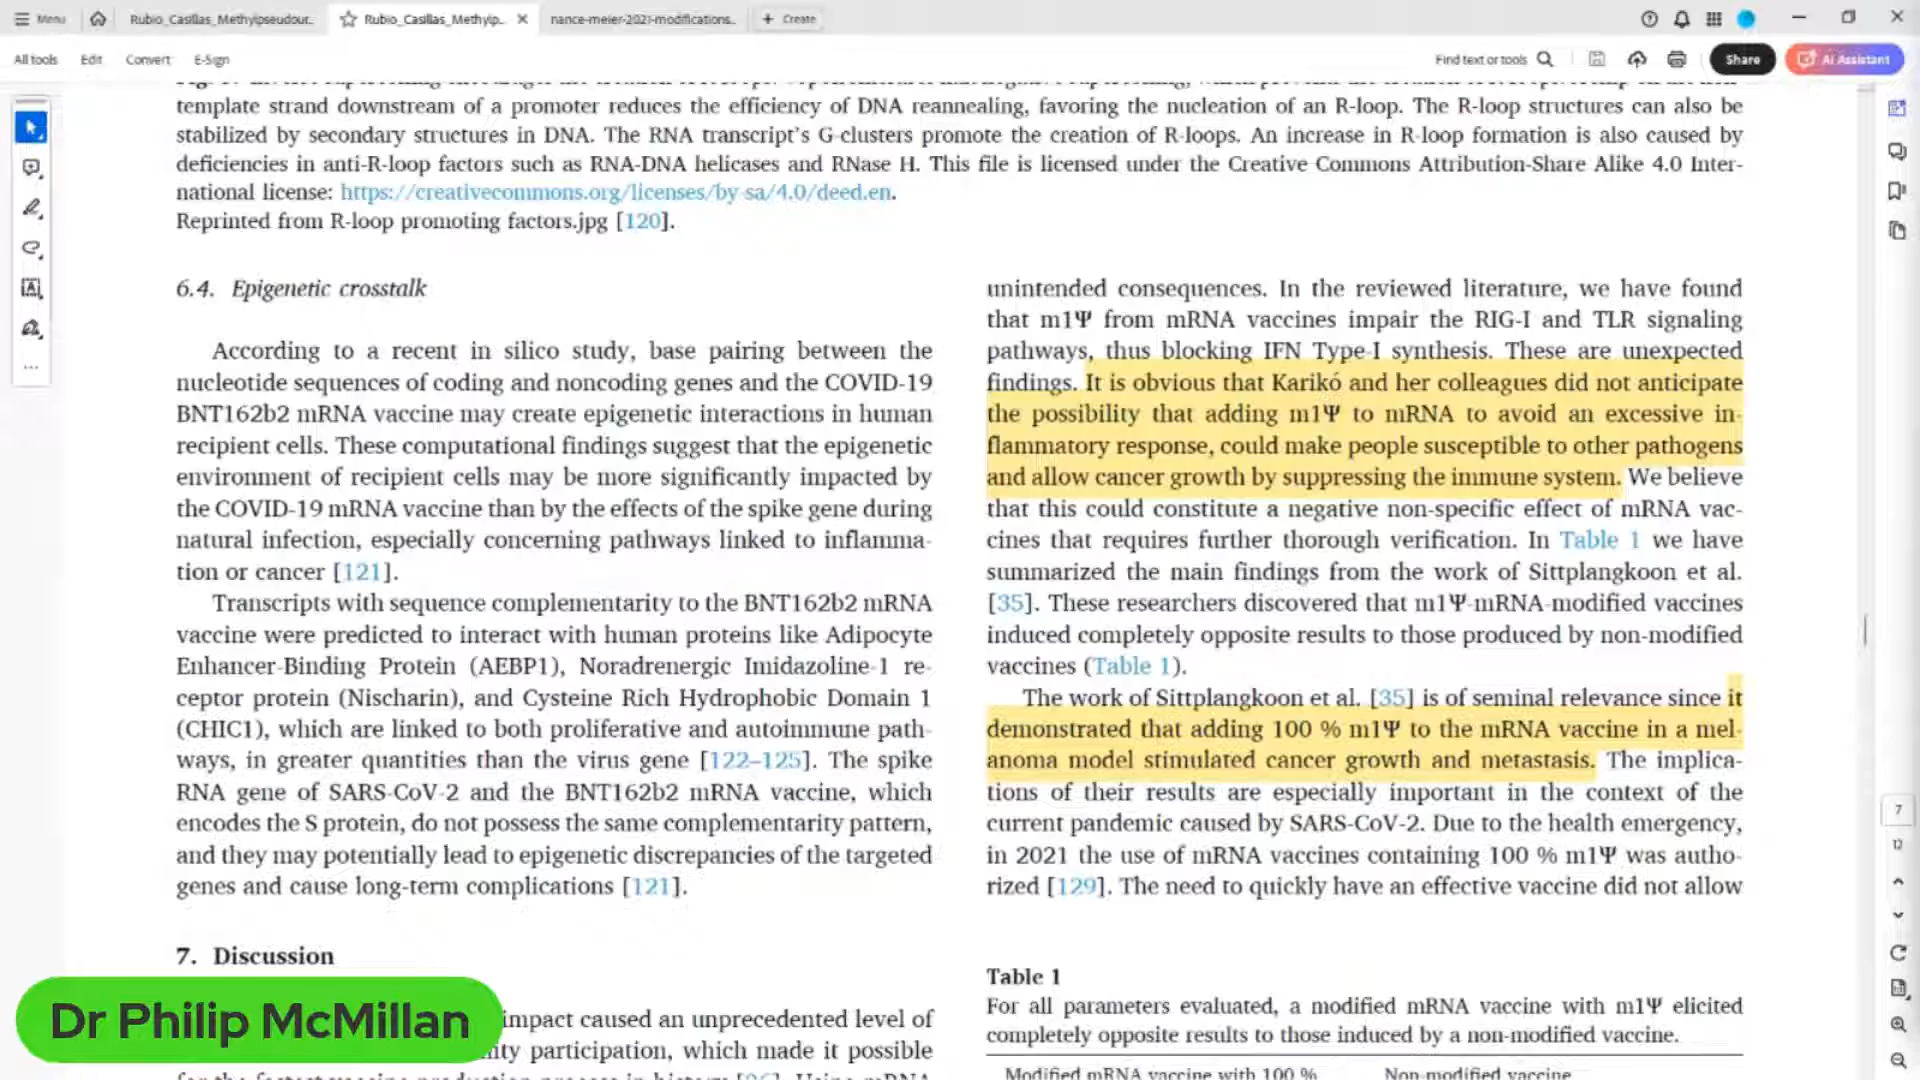 Menu
Rubio_Casillas_Methylpseudour...
Rubio_Casillas_Methylp...
nance-meier-2021-modifications...
Create
All tools
Edit
Convert
E-Sign
Find text or tools
Share
AI Assistant
template strand downstream of a promoter reduces the efficiency of DNA reannealing, favoring the nucleation of an R-loop. The R-loop structures can also be
stabilized by secondary structures in DNA. The RNA transcript's G-clusters promote the creation of R-loops. An increase in R-loop formation is also caused by
deficiencies in anti-R-loop factors such as RNA-DNA helicases and RNase H. This file is licensed under the Creative Commons Attribution-Share Alike 4.0 Inter-
national license: https://creativecommons.org/licenses/by-sa/4.0/deed.en.
Reprinted from R-loop promoting factors.jpg [120].
6.4. Epigenetic crosstalk
According to a recent in silico study, base pairing between the
nucleotide sequences of coding and noncoding genes and the COVID-19
BNT162b2 mRNA vaccine may create epigenetic interactions in human
recipient cells. These computational findings suggest that the epigenetic
environment of recipient cells may be more significantly impacted by
the COVID-19 mRNA vaccine than by the effects of the spike gene during
natural infection, especially concerning pathways linked to inflamma-
tion or cancer [121].
Transcripts with sequence complementarity to the BNT162b2 mRNA
vaccine were predicted to interact with human proteins like Adipocyte
Enhancer-Binding Protein (AEBP1), Noradrenergic Imidazoline-1 re-
ceptor protein (Nischarin), and Cysteine Rich Hydrophobic Domain 1
(CHIC1), which are linked to both proliferative and autoimmune path-
ways, in greater quantities than the virus gene [122–125]. The spike
RNA gene of SARS-CoV-2 and the BNT162b2 mRNA vaccine, which
encodes the S protein, do not possess the same complementarity pattern,
and they may potentially lead to epigenetic discrepancies of the targeted
genes and cause long-term complications [121].
7. Discussion
impact caused an unprecedented level of
participation, which made it possible
unintended consequences. In the reviewed literature, we have found
that m1Ψ from mRNA vaccines impair the RIG-I and TLR signaling
pathways, thus blocking IFN Type-I synthesis. These are unexpected
findings. It is obvious that Karikó and her colleagues did not anticipate
the possibility that adding m1Ψ to mRNA to avoid an excessive in-
flammatory response, could make people susceptible to other pathogens
and allow cancer growth by suppressing the immune system. We believe
that this could constitute a negative non-specific effect of mRNA vac-
cines that requires further thorough verification. In Table 1 we have
summarized the main findings from the work of Sittplangkoon et al.
[35]. These researchers discovered that m1Ψ-mRNA-modified vaccines
induced completely opposite results to those produced by non-modified
vaccines (Table 1).
The work of Sittplangkoon et al. [35] is of seminal relevance since it
demonstrated that adding 100 % m1Ψ to the mRNA vaccine in a mel-
anoma model stimulated cancer growth and metastasis. The implica-
tions of their results are especially important in the context of the
current pandemic caused by SARS-CoV-2. Due to the health emergency,
in 2021 the use of mRNA vaccines containing 100 % m1Ψ was autho-
rized [129]. The need to quickly have an effective vaccine did not allow
Table 1
For all parameters evaluated, a modified mRNA vaccine with m1Ψ elicited
completely opposite results to those induced by a non-modified vaccine.
Modified mRNA vaccine with 100 %
Non-modified vaccine
7
12
Dr Philip McMillan